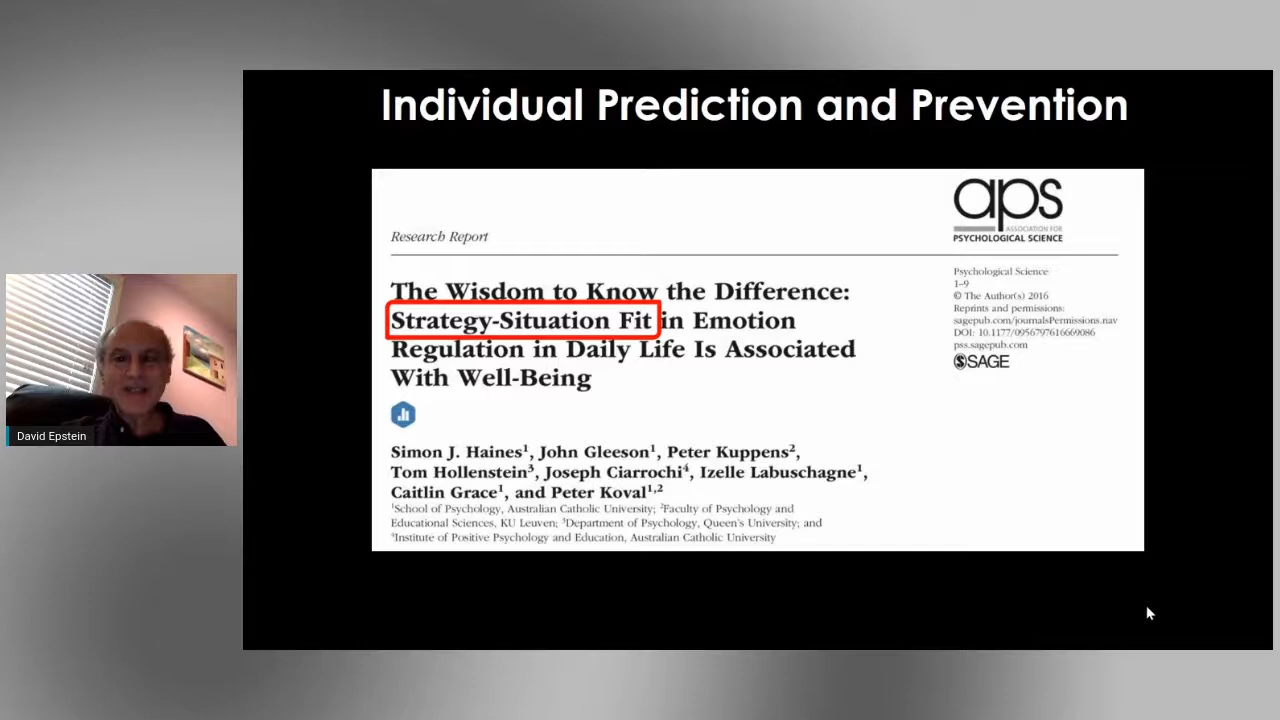 Individual Prediction and Prevention
aps
ASSOCIATION FOR
PSYCHOLOGICAL SCIENCE
Research Report
Psychological Science
1–9
© The Author(s) 2016
Reprints and permissions:
sagepub.com/journalsPermissions.nav
DOI: 10.1177/0956797616669086
pss.sagepub.com
SAGE
The Wisdom to Know the Difference:
Strategy-Situation Fit in Emotion
Regulation in Daily Life Is Associated
With Well-Being
Simon J. Haines¹, John Gleeson¹, Peter Kuppens²,
Tom Hollenstein³, Joseph Ciarrochi⁴, Izelle Labuschagne¹,
Caitlin Grace¹, and Peter Koval¹,²
¹School of Psychology, Australian Catholic University; ²Faculty of Psychology and
Educational Sciences, KU Leuven; ³Department of Psychology, Queen's University; and
⁴Institute of Positive Psychology and Education, Australian Catholic University
David Epstein